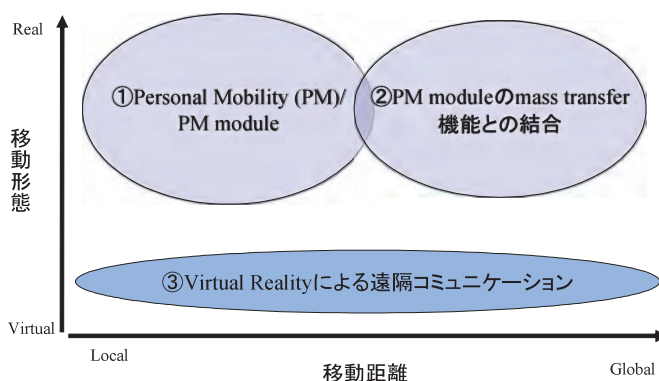 Real
①Personal Mobility (PM)/
PM module
②PM moduleのmass transfer
機能との結合
移動形態
③Virtual Realityによる遠隔コミュニケーション
Virtual
Local
移動距離
Global